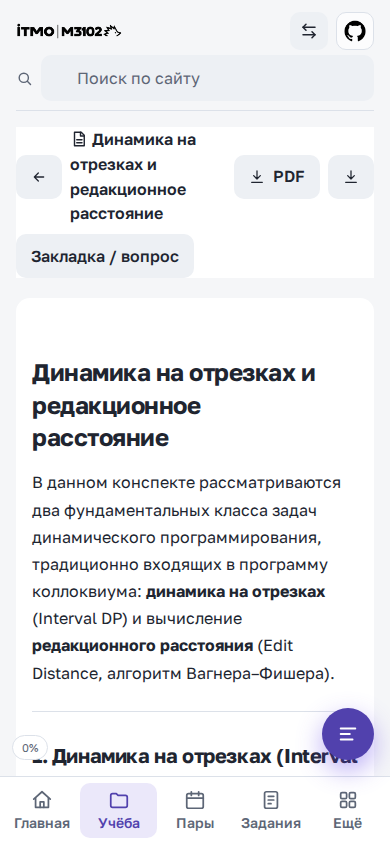 iTMO | M3102
Поиск по сайту
Динамика на
отрезках и
редакционное
расстояние
PDF
Закладка / вопрос
Динамика на отрезках и
редакционное
расстояние
В данном конспекте рассматриваются
два фундаментальных класса задач
динамического программирования,
традиционно входящих в программу
коллоквиума: динамика на отрезках
(Interval DP) и вычисление
редакционного расстояния (Edit
Distance, алгоритм Вагнера–Фишера).
0%
Динамика на отрезках (Interval
Главная
Учёба
Пары
Задания
Ещё